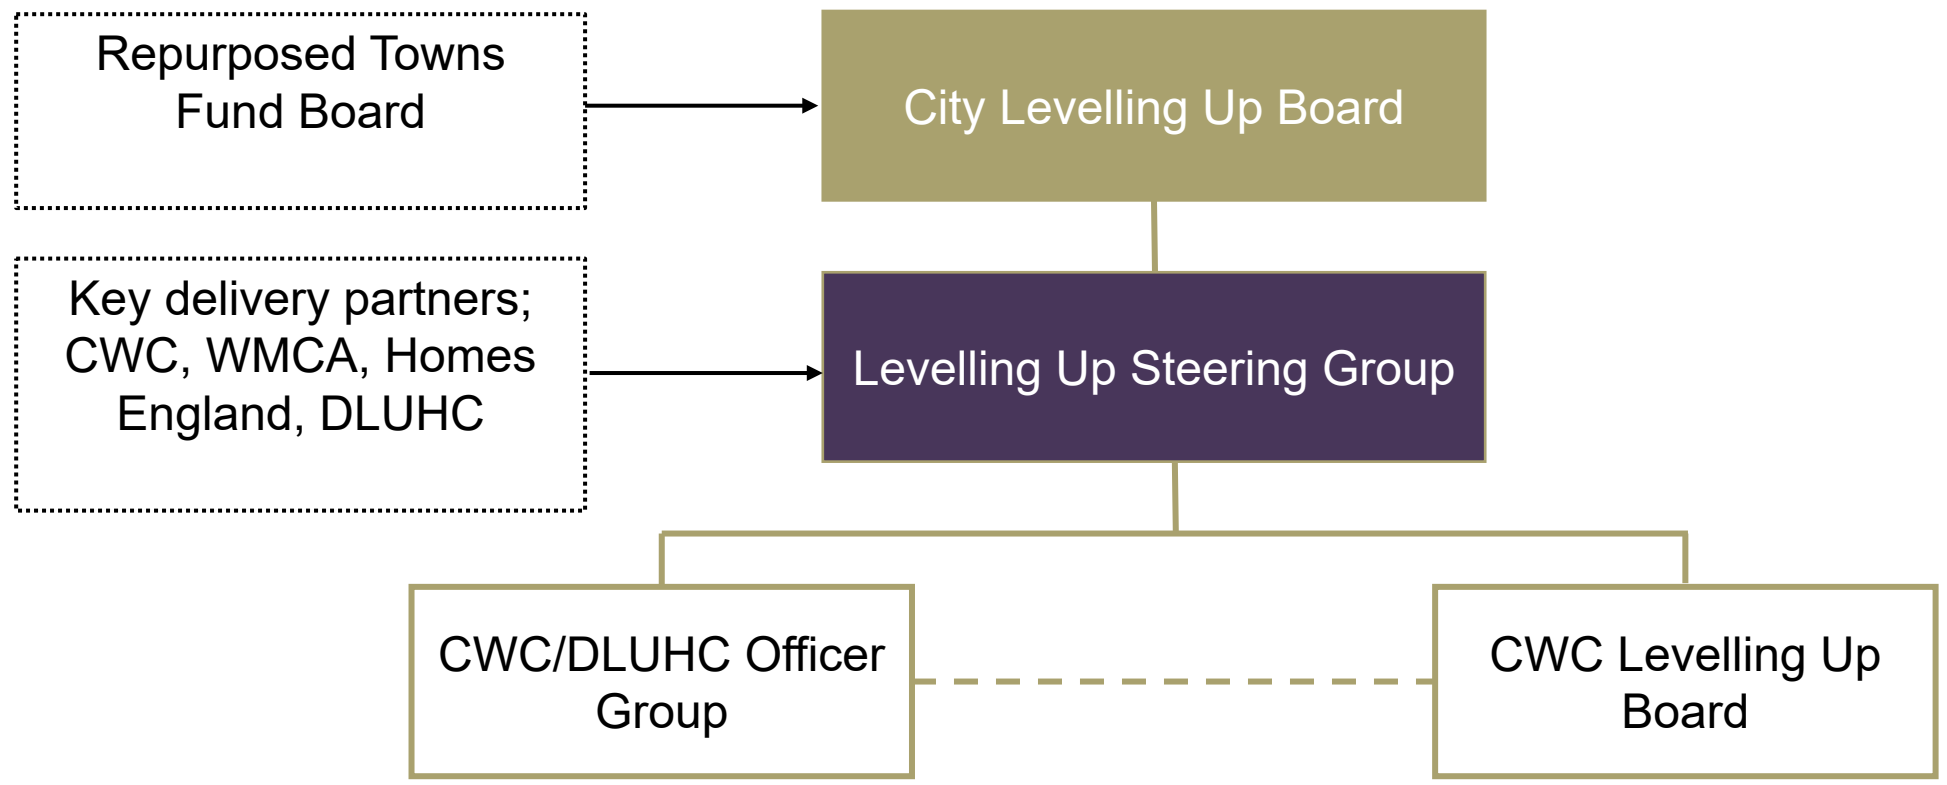 Repurposed Towns
Fund Board
City Levelling Up Board
Key delivery partners;
CWC, WMCA, Homes
England, DLUHC
Levelling Up Steering Group
CWC/DLUHC Officer
Group
CWC Levelling Up
Board